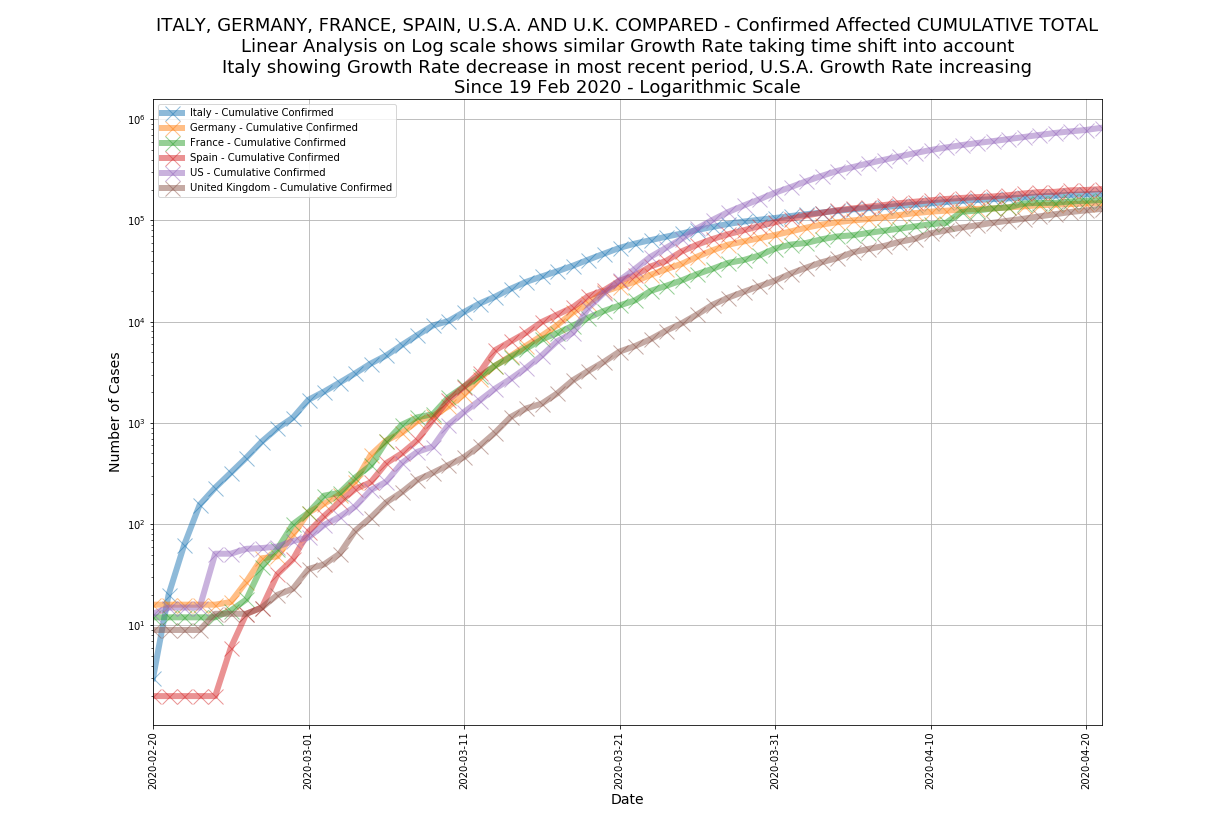 ITALY, GERMANY, FRANCE, SPAIN, U.S.A. AND U.K. COMPARED - Confirmed Affected CUMULATIVE TOTAL
Linear Analysis on Log scale shows similar Growth Rate taking time shift into account
Italy showing Growth Rate decrease in most recent period, U.S.A. Growth Rate increasing
Since 19 Feb 2020 - Logarithmic Scale
Italy - Cumulative Confirmed
Germany - Cumulative Confirmed
France - Cumulative Confirmed
Spain - Cumulative Confirmed
US - Cumulative Confirmed
United Kingdom - Cumulative Confirmed
10⁶
10⁵
10⁴
10³
10²
10¹
Number of Cases
2020-02-20
2020-03-01
2020-03-11
2020-03-21
2020-03-31
2020-04-10
2020-04-20
Date